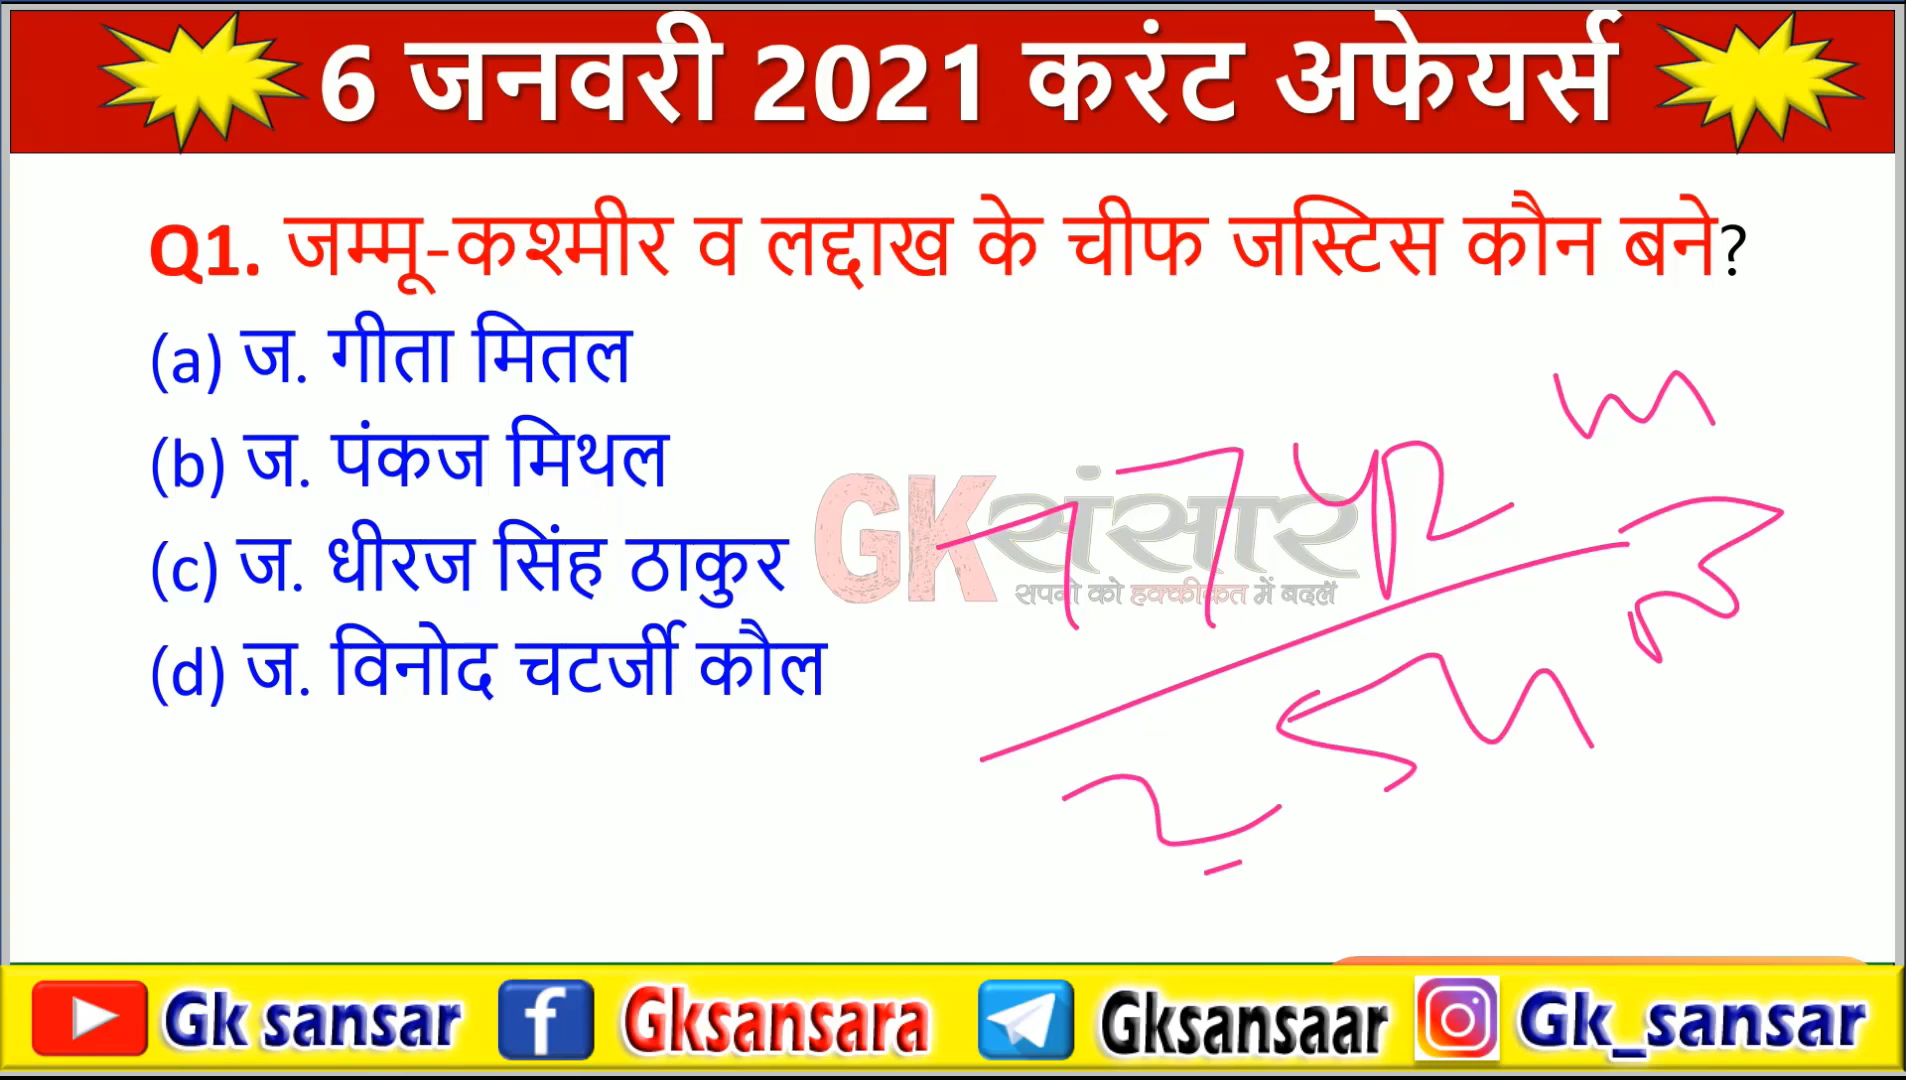 6 जनवरी 2021 करंट अफेयर्स
Q1. जम्मू-कश्मीर व लद्दाख के चीफ जस्टिस कौन बने?
(a) ज. गीता मितल
(b) ज. पंकज मिथल
(c) ज. धीरज सिंह ठाकुर
(d) ज. विनोद चटर्जी कौल
GKसंसार
सपनो को हक्कीकत में बदलें
Gk sansar Gksansara Gksansaar Gk_sansar